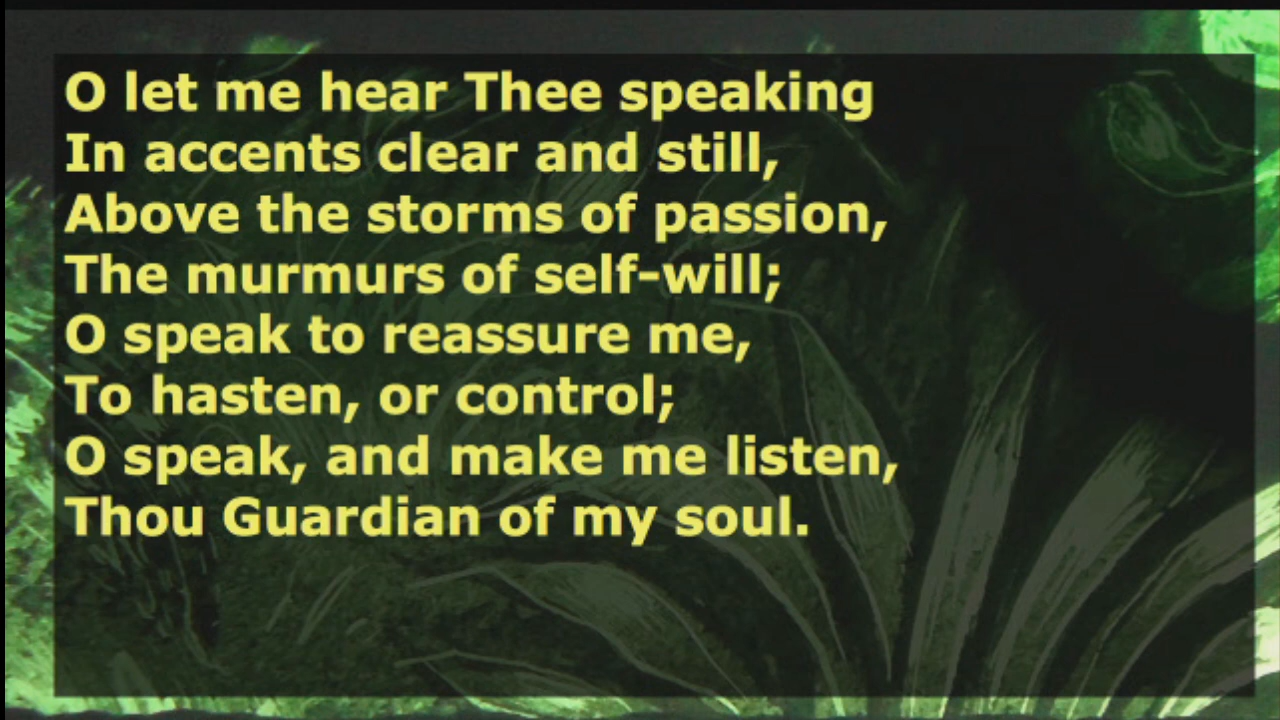 O let me hear Thee speaking
In accents clear and still,
Above the storms of passion,
The murmurs of self-will;
O speak to reassure me,
To hasten, or control;
O speak, and make me listen,
Thou Guardian of my soul.